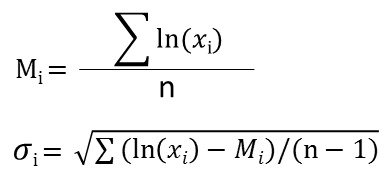 Mᵢ = ∑ ln(xᵢ) / n
σᵢ = √∑ (ln(xᵢ) − Mᵢ)/(n − 1)